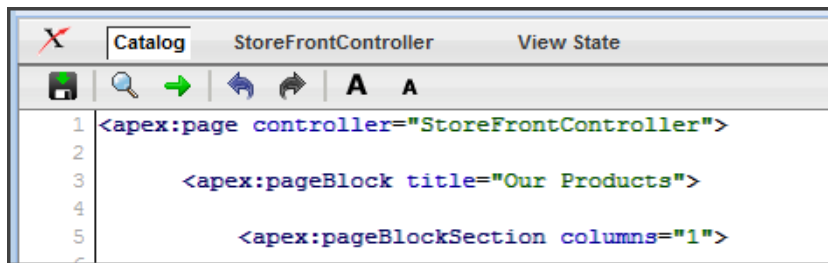 X Catalog StoreFrontController View State
A A
1 <apex:page controller="StoreFrontController">
2
3 <apex:pageBlock title="Our Products">
4
5 <apex:pageBlockSection columns="1">